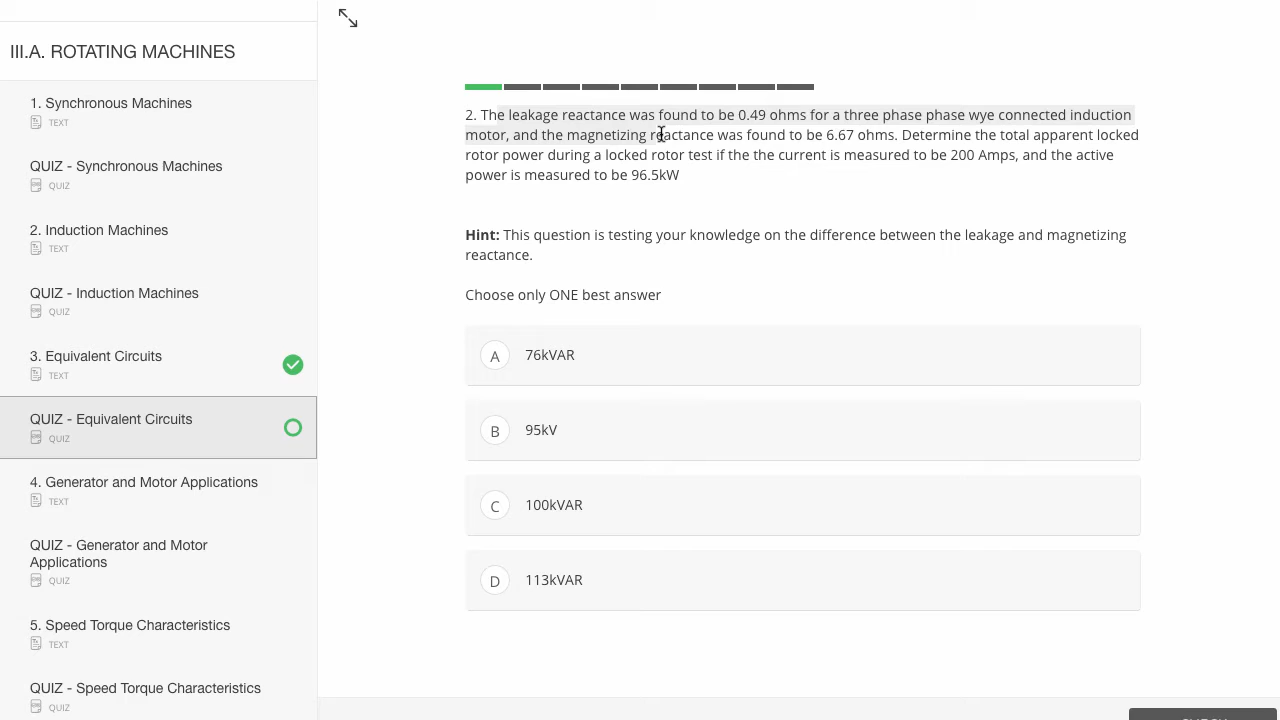 III.A. ROTATING MACHINES
1. Synchronous Machines
TEXT
QUIZ - Synchronous Machines
QUIZ
2. Induction Machines
TEXT
QUIZ - Induction Machines
QUIZ
3. Equivalent Circuits
TEXT
QUIZ - Equivalent Circuits
QUIZ
4. Generator and Motor Applications
TEXT
QUIZ - Generator and Motor
Applications
QUIZ
5. Speed Torque Characteristics
TEXT
QUIZ - Speed Torque Characteristics
QUIZ
2. The leakage reactance was found to be 0.49 ohms for a three phase phase wye connected induction
motor, and the magnetizing reactance was found to be 6.67 ohms. Determine the total apparent locked
rotor power during a locked rotor test if the the current is measured to be 200 Amps, and the active
power is measured to be 96.5kW
Hint: This question is testing your knowledge on the difference between the leakage and magnetizing
reactance.
Choose only ONE best answer
A 76kVAR
B 95kV
C 100kVAR
D 113kVAR